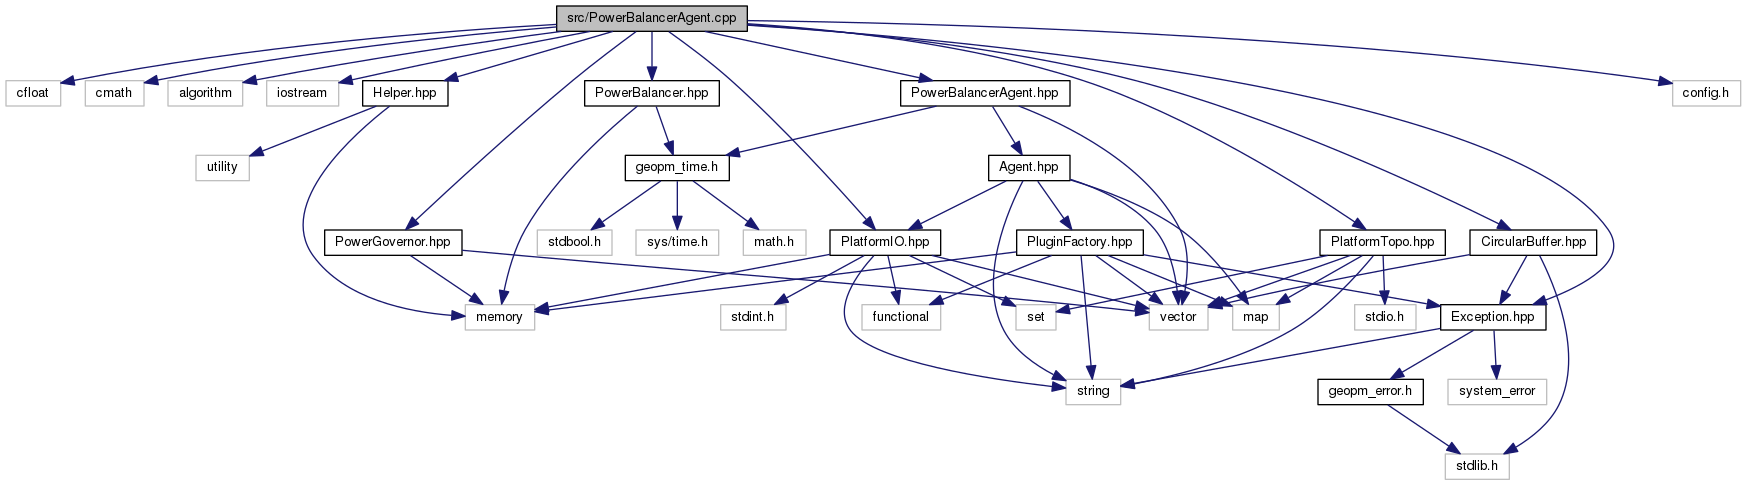 src/PowerBalancerAgent.cpp
cfloat
cmath
algorithm
iostream
Helper.hpp
PowerBalancer.hpp
PowerBalancerAgent.hpp
config.h
utility
geopm_time.h
Agent.hpp
PowerGovernor.hpp
stdbool.h
sys/time.h
math.h
PlatformIO.hpp
PluginFactory.hpp
PlatformTopo.hpp
CircularBuffer.hpp
memory
stdint.h
functional
set
vector
map
stdio.h
Exception.hpp
string
geopm_error.h
system_error
stdlib.h